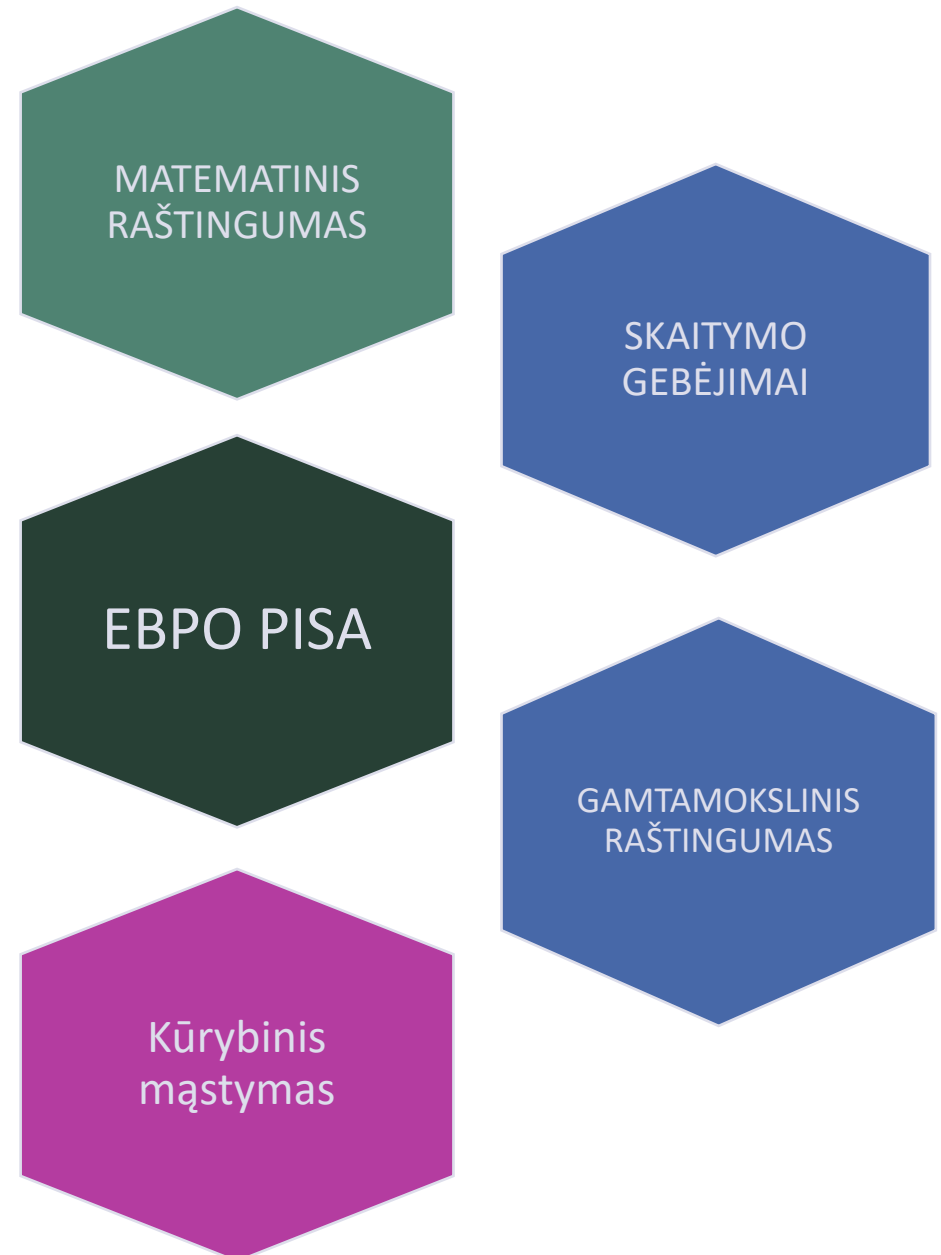 MATEMATINIS
RAŠTINGUMAS
SKAITYMO
GEBĖJIMAI
EBPO PISA
GAMTAMOKSLINIS
RAŠTINGUMAS
Kūrybinis
mąstymas